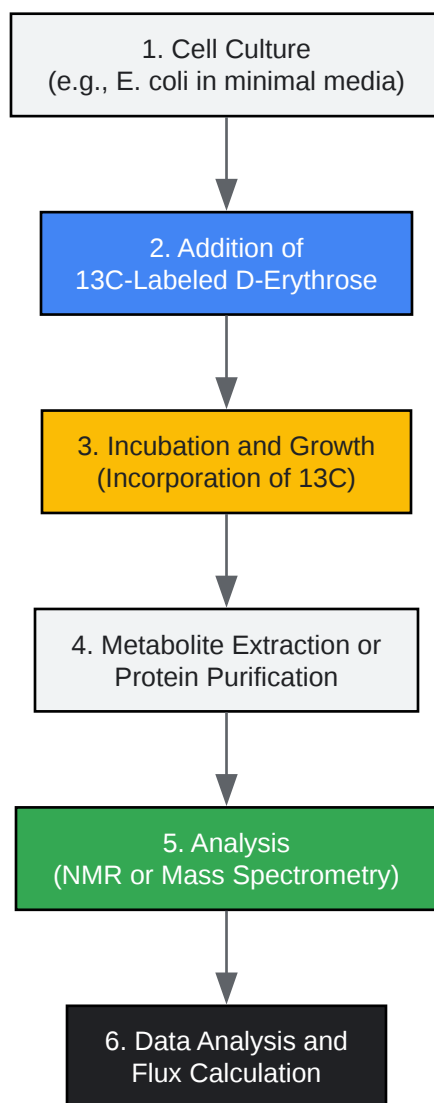 1. Cell Culture
(e.g., E. coli in minimal media)
2. Addition of
13C-Labeled D-Erythrose
3. Incubation and Growth
(Incorporation of 13C)
4. Metabolite Extraction or
Protein Purification
5. Analysis
(NMR or Mass Spectrometry)
6. Data Analysis and
Flux Calculation